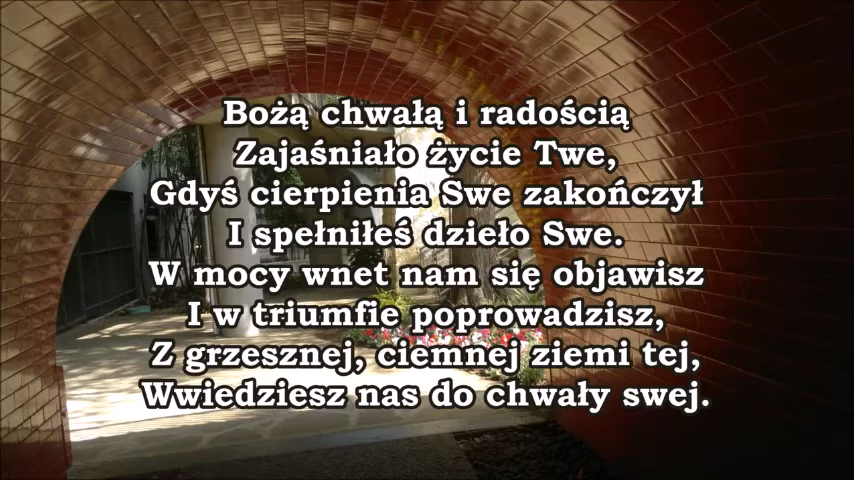 Bożą chwałą i radością
Zajaśniało życie Twe,
Gdyś cierpienia Swe zakończył
I spełniłeś dzieło Swe.
W mocy wnet nam się objawisz
I w triumfie poprowadzisz,
Z grzesznej, ciemnej ziemi tej,
Wwiedziesz nas do chwały swej.